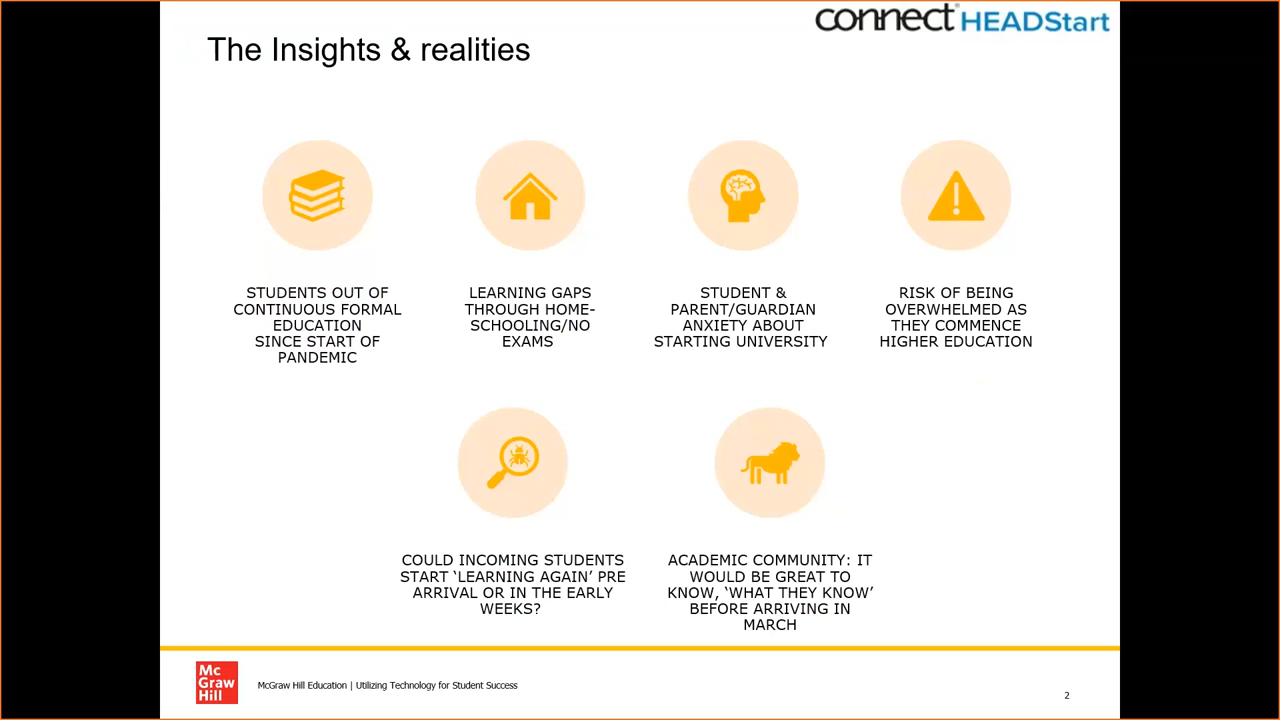 connect® HEADStart
The Insights & realities
STUDENTS OUT OF
CONTINUOUS FORMAL
EDUCATION
SINCE START OF
PANDEMIC
LEARNING GAPS
THROUGH HOME-
SCHOOLING/NO
EXAMS
STUDENT &
PARENT/GUARDIAN
ANXIETY ABOUT
STARTING UNIVERSITY
RISK OF BEING
OVERWHELMED AS
THEY COMMENCE
HIGHER EDUCATION
COULD INCOMING STUDENTS
START ‘LEARNING AGAIN’ PRE
ARRIVAL OR IN THE EARLY
WEEKS?
ACADEMIC COMMUNITY: IT
WOULD BE GREAT TO
KNOW, ‘WHAT THEY KNOW’
BEFORE ARRIVING IN
MARCH
Mc
Graw
Hill
McGraw Hill Education | Utilizing Technology for Student Success
2